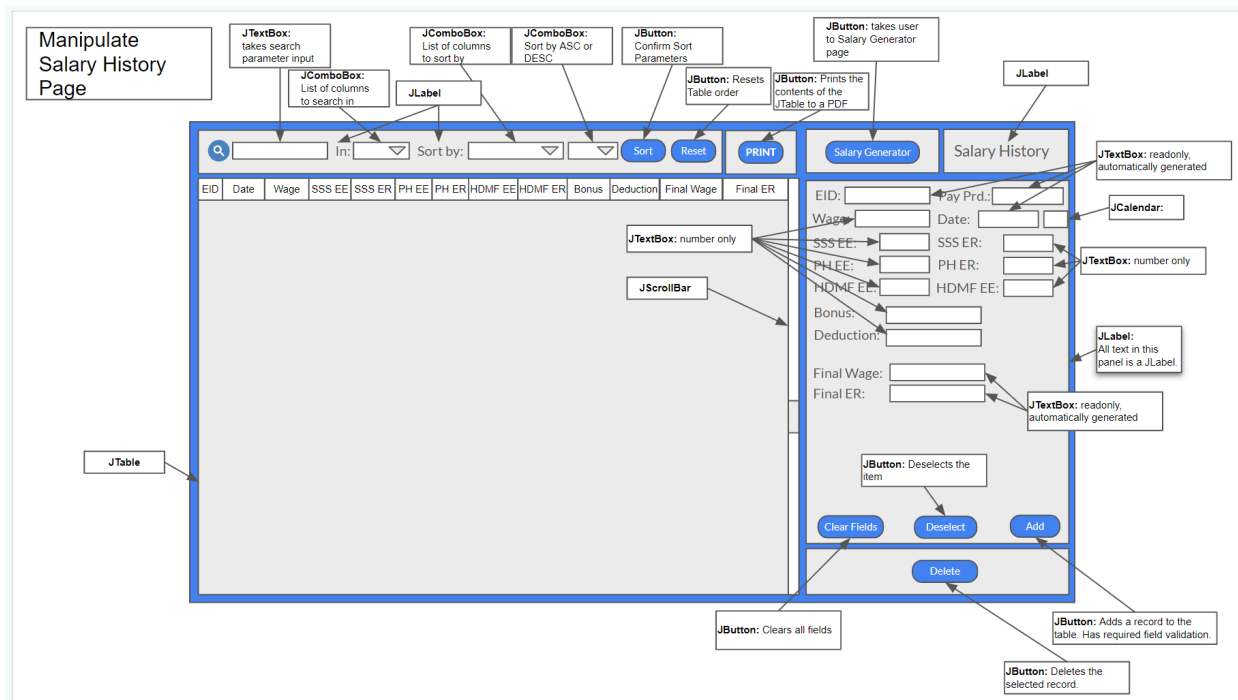 Manipulate
Salary History
Page
JTextBox:
takes search
parameter input
JComboBox:
List of columns
to search in
JLabel
JComboBox:
List of columns
to sort by
JComboBox:
Sort by ASC or
DESC
JButton:
Confirm Sort
Parameters
JButton: Resets
Table order
JButton: Prints the
contents of the
JTable to a PDF
JButton: takes user
to Salary Generator
page
JLabel
In:
Sort by:
Sort
Reset
PRINT
Salary Generator
Salary History
JTextBox: readonly,
automatically generated
EID
Date
Wage
SSS EE
SSS ER
PH EE
PH ER
HDMF EE
HDMF ER
Bonus
Deduction
Final Wage
Final ER
EID:
Pay Prd.:
JCalendar:
Wage:
Date:
JTextBox: number only
SSS EE:
SSS ER:
PH EE:
PH ER:
JTextBox: number only
HDMF EE:
HDMF EE:
JScrollBar
Bonus:
Deduction:
JLabel:
All text in this
panel is a JLabel.
Final Wage:
Final ER:
JTextBox: readonly,
automatically generated
JTable
JButton: Deselects the
item
Clear Fields
Deselect
Add
Delete
JButton: Clears all fields
JButton: Adds a record to the
table. Has required field validation.
JButton: Deletes the
selected record.